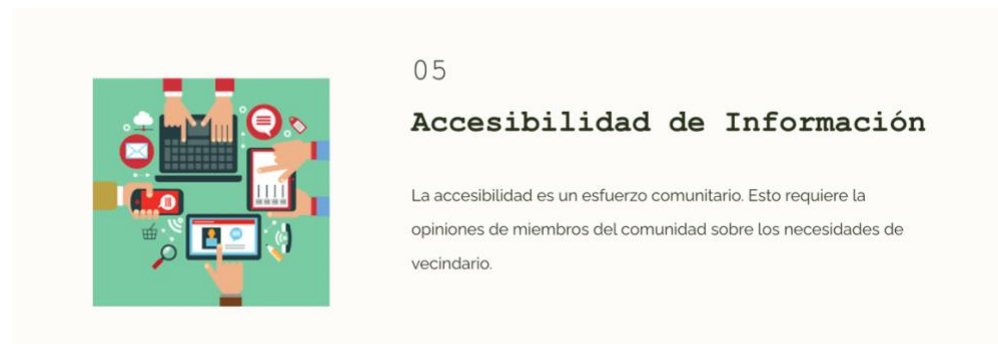 05
Accesibilidad de Información
La accesibilidad es un esfuerzo comunitario. Esto requiere la
opiniones de miembros del comunidad sobre los necesidades de
vecindario.